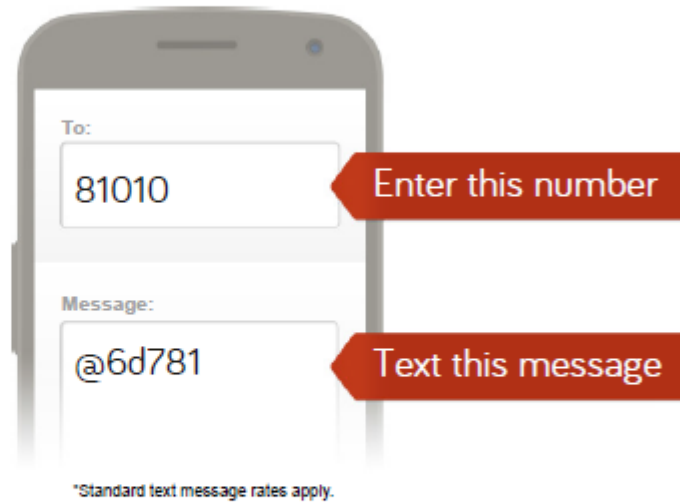 To:
81010
Enter this number
Message:
@6d781
Text this message
*Standard text message rates apply.